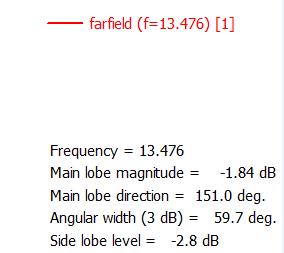 farfield (f=13.476) [1]
Frequency = 13.476
Main lobe magnitude = -1.84 dB
Main lobe direction = 151.0 deg.
Angular width (3 dB) = 59.7 deg.
Side lobe level = -2.8 dB